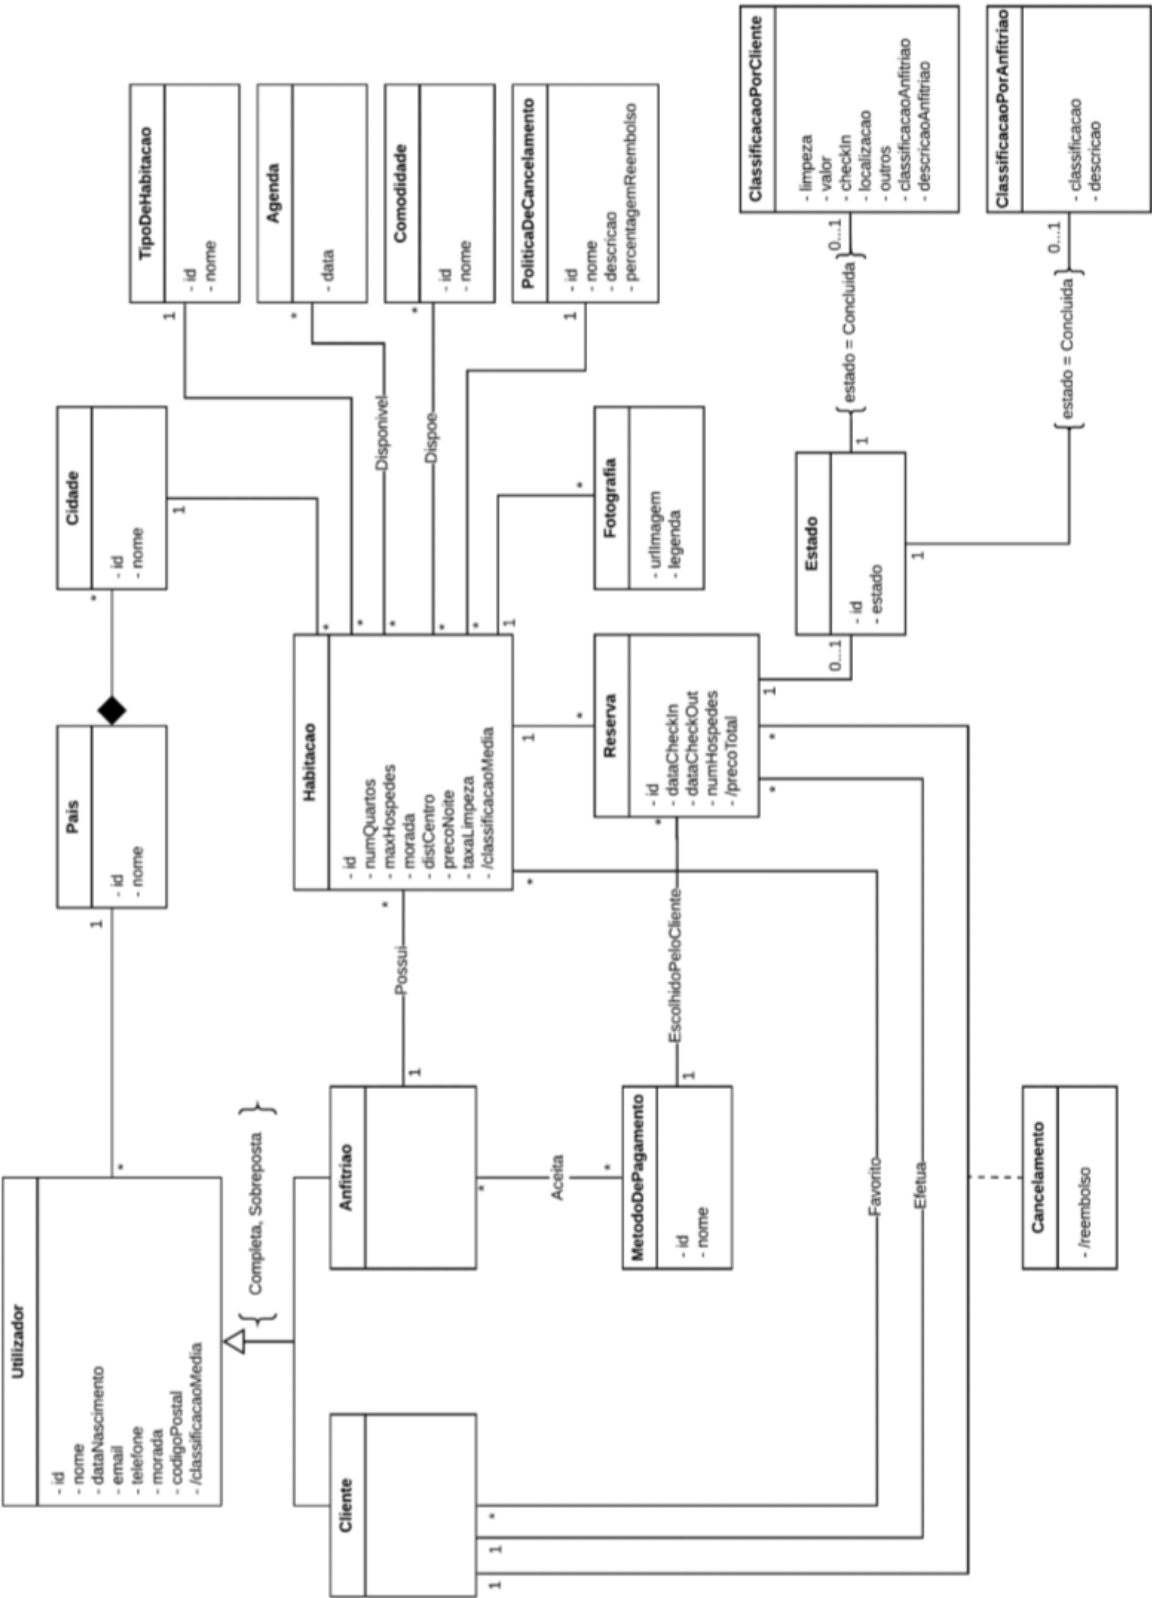 Utilizador
- id
- nome
- dataNascimento
- email
- telefone
- morada
- codigoPostal
- /classificacaoMedia
*
1
Pais
- id
- nome
*
Cidade
- id
- nome
1
{ Completa, Sobreposta }
Cliente
*
1
1
Anfitriao
1
Possui
*
*
Aceita
*
MetodoDePagamento
- id
- nome
1
EscolhidoPeloCliente
*
Habitacao
- id
- numQuartos
- maxHospedes
- morada
- distCentro
- precoNoite
- taxaLimpeza
- /classificacaoMedia
*
*
*
*
*
1
1
*
*
TipoDeHabitacao
- id
- nome
1
Agenda
- data
*
Disponivel
Comodidade
- id
- nome
*
Dispoe
PoliticaDeCancelamento
- id
- nome
- descricao
- percentagemReembolso
1
Fotografia
- urlImagem
- legenda
*
Reserva
- id
- dataCheckIn
- dataCheckOut
- numHospedes
- /precoTotal
1
*
*
0...1
Estado
- id
- estado
1
1
{ estado = Concluida }
0...1
ClassificacaoPorCliente
- limpeza
- valor
- checkIn
- localizacao
- outros
- classificacaoAnfitriao
- descricaoAnfitriao
{ estado = Concluida }
0...1
ClassificacaoPorAnfitriao
- classificacao
- descricao
Favorito
Efetua
Cancelamento
- /reembolso